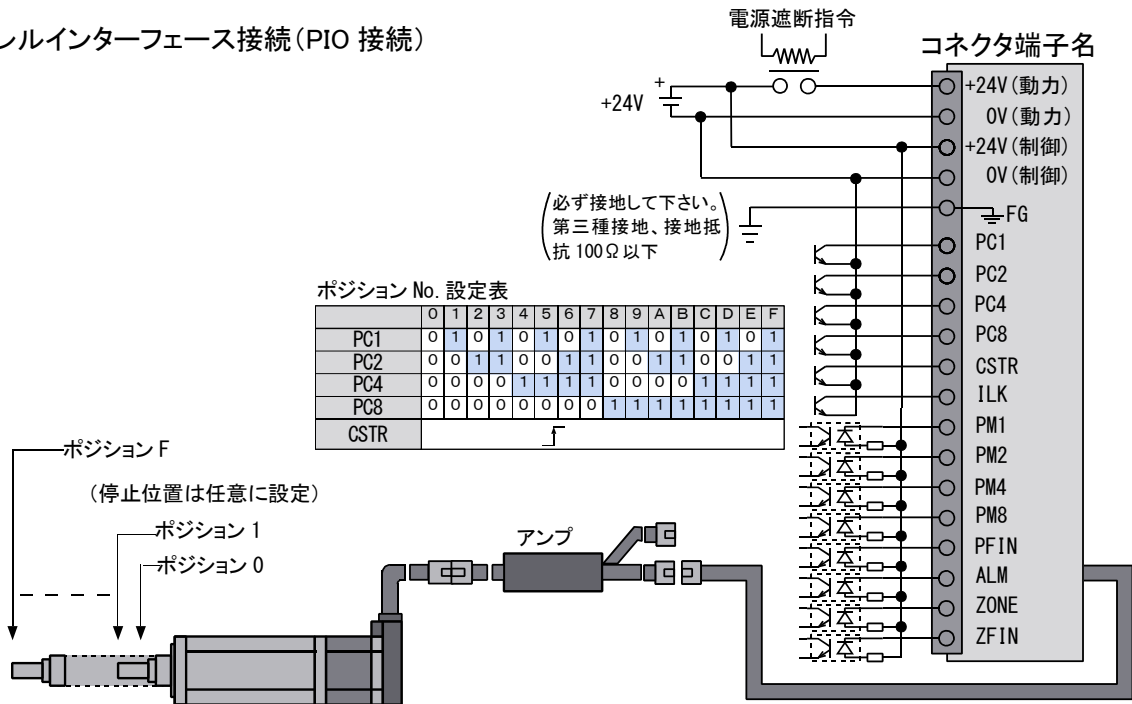 レルインターフェース接続（PIO 接続）
電源遮断指令
コネクタ端子名
+24V
+
+24V（動力）
0V（動力）
+24V（制御）
0V（制御）
FG
PC1
PC2
PC4
PC8
CSTR
ILK
PM1
PM2
PM4
PM8
PFIN
ALM
ZONE
ZFIN
必ず接地して下さい。
第三種接地、接地抵
抗 100Ω以下
ポジション No. 設定表
0 1 2 3 4 5 6 7 8 9 A B C D E F
PC1 0 1 0 1 0 1 0 1 0 1 0 1 0 1 0 1
PC2 0 0 1 1 0 0 1 1 0 0 1 1 0 0 1 1
PC4 0 0 0 0 1 1 1 1 0 0 0 0 1 1 1 1
PC8 0 0 0 0 0 0 0 0 1 1 1 1 1 1 1 1
CSTR
ポジション F
（停止位置は任意に設定）
ポジション 1
ポジション 0
アンプ